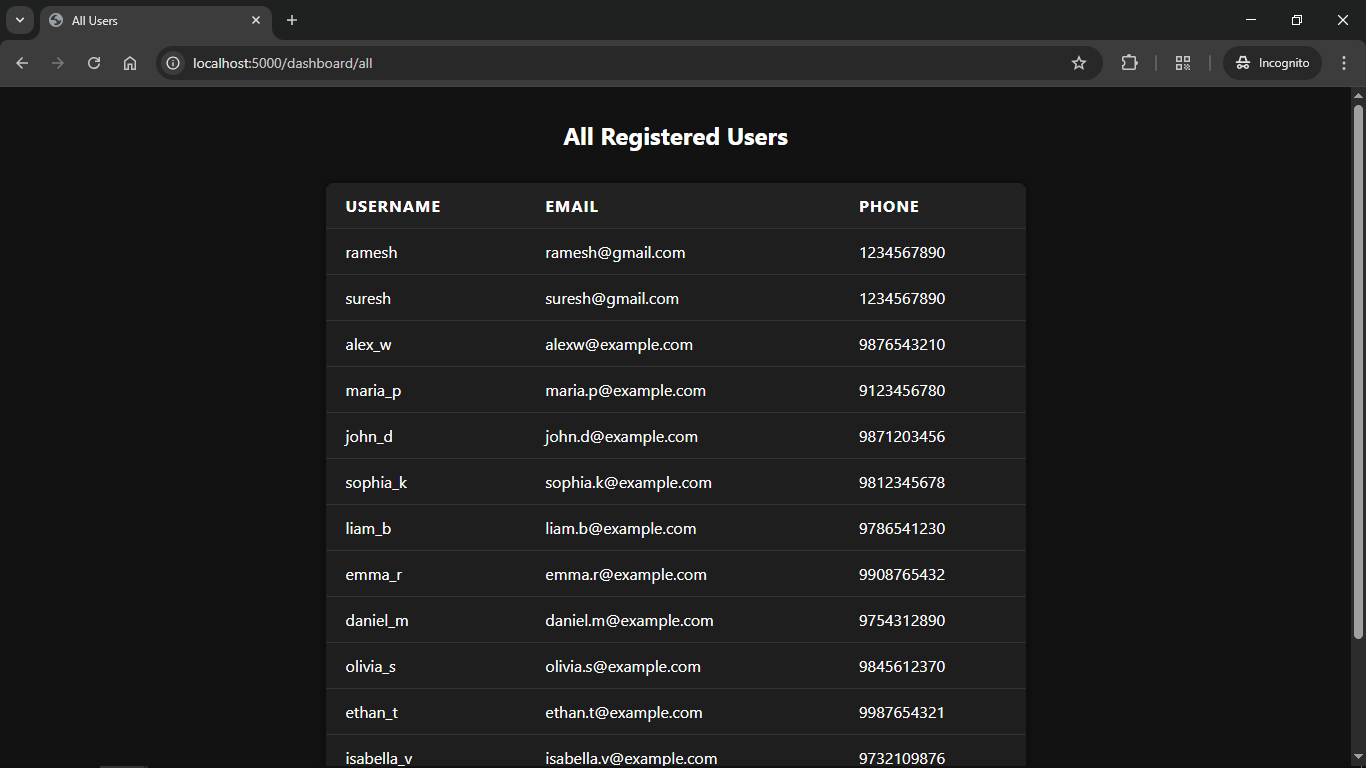 All Users
localhost:5000/dashboard/all
Incognito
All Registered Users
USERNAME EMAIL PHONE
ramesh ramesh@gmail.com 1234567890
suresh suresh@gmail.com 1234567890
alex_w alexw@example.com 9876543210
maria_p maria.p@example.com 9123456780
john_d john.d@example.com 9871203456
sophia_k sophia.k@example.com 9812345678
liam_b liam.b@example.com 9786541230
emma_r emma.r@example.com 9908765432
daniel_m daniel.m@example.com 9754312890
olivia_s olivia.s@example.com 9845612370
ethan_t ethan.t@example.com 9987654321
isabella_v isabella.v@example.com 9732109876